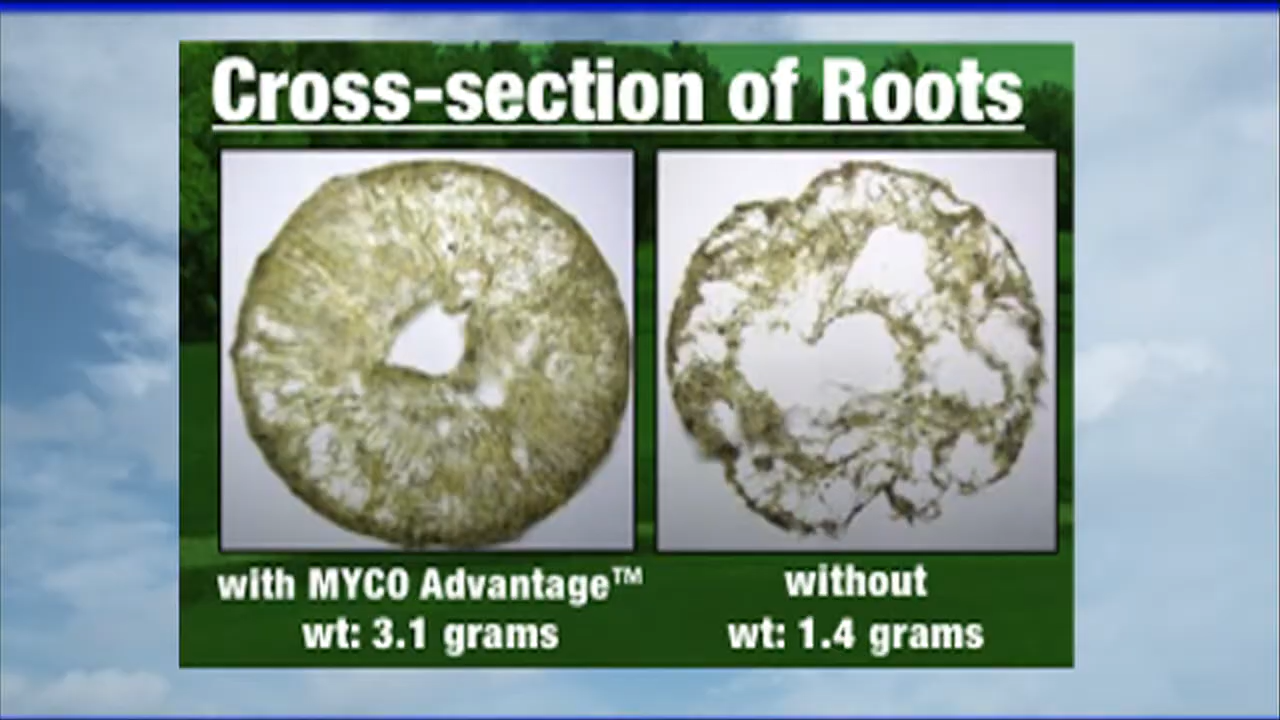 Cross-section of Roots
with MYCO Advantage™
wt: 3.1 grams
without
wt: 1.4 grams